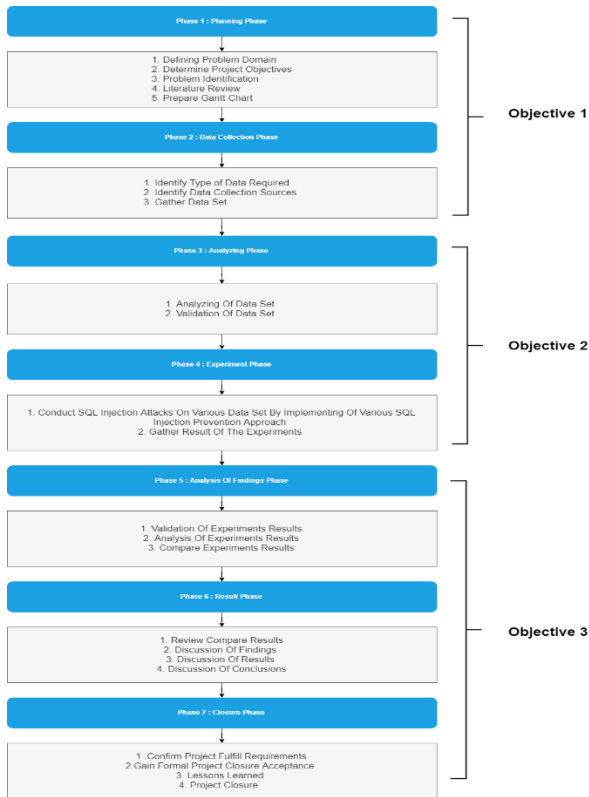 Phase 1 : Planning Phase
1. Defining Problem Domain
2. Determine Project Objectives
3. Problem Identification
4. Literature Review
5. Prepare Gantt Chart
Objective 1
Phase 2 : Data Collection Phase
1. Identify Type of Data Required
2. Identify Data Collection Sources
3. Gather Data Set
Phase 3 : Analyzing Phase
1. Analyzing Of Data Set
2. Validation Of Data Set
Objective 2
Phase 4 : Experiment Phase
1. Conduct SQL Injection Attacks On Various Data Set By Implementing Of Various SQL
Injection Prevention Approach
2. Gather Result Of The Experiments
Phase 5 : Analysis Of Findings Phase
1. Validation Of Experiments Results
2. Analysis Of Experiments Results
3. Compare Experiments Results
Phase 6 : Result Phase
1. Review Compare Results
2. Discussion Of Findings
3. Discussion Of Results
4. Discussion Of Conclusions
Objective 3
Phase 7 : Closure Phase
1. Confirm Project Fulfill Requirements
2 Gain Formal Project Closure Acceptance
3. Lessons Learned
4. Project Closure